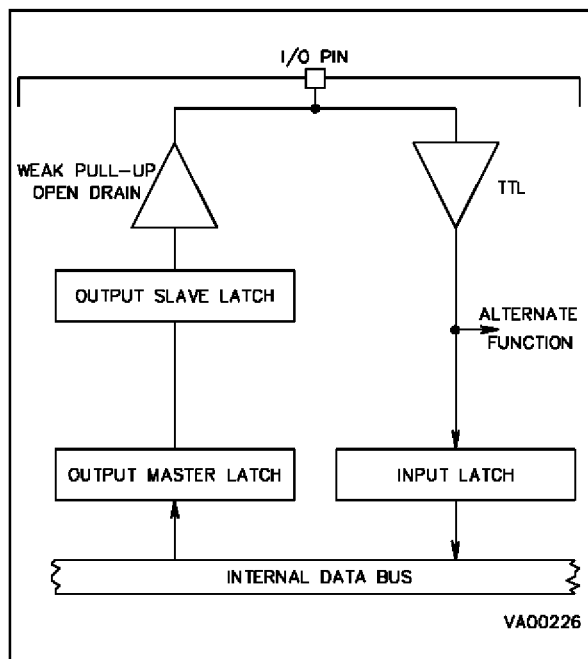 I/O PIN
WEAK PULL-UP
OPEN DRAIN
TTL
OUTPUT SLAVE LATCH
ALTERNATE
FUNCTION
OUTPUT MASTER LATCH
INPUT LATCH
INTERNAL DATA BUS
VA00226